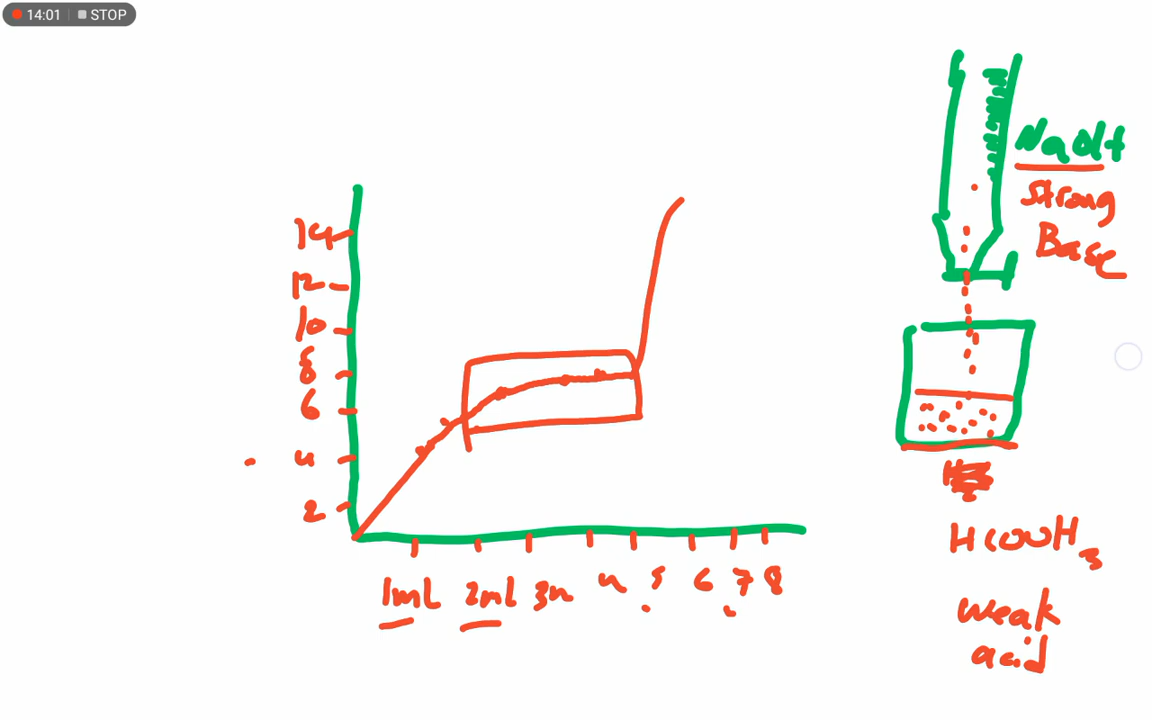 14:01 STOP
14
12
10
8
6
4
2
1mL 2ml 3m 4 5 6 7 8
NaOH
Strong
Base
HCOOH3
weak
acid